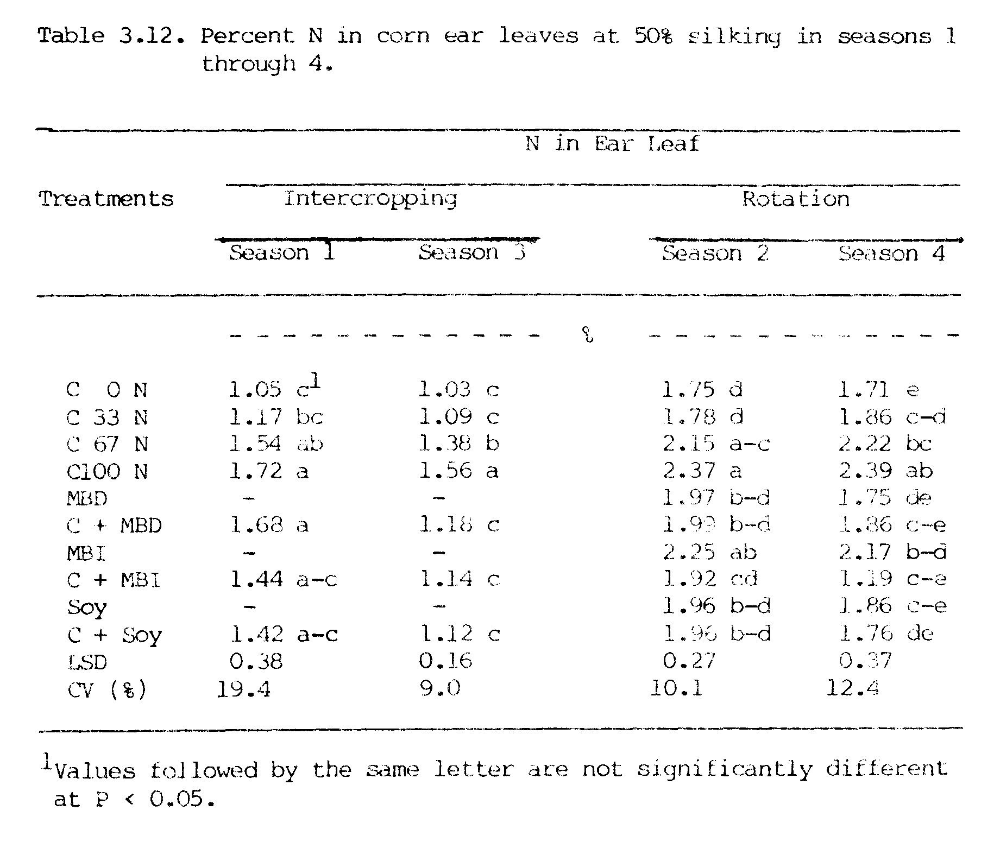 Table 3.12. Percent N in corn ear leaves at 50% silking in seasons 1
through 4.
N in Ear Leaf
Treatments Intercropping Rotation
Season 1 Season 3 Season 2 Season 4
- - - - - - - - - - - - % - - - - - - - - - - - -
C 0 N 1.05 c1 1.03 c 1.75 d 1.71 e
C 33 N 1.17 bc 1.09 c 1.78 d 1.86 c-d
C 67 N 1.54 ab 1.38 b 2.15 a-c 2.22 bc
C100 N 1.72 a 1.56 a 2.37 a 2.39 ab
MBD - - 1.97 b-d 1.75 de
C + MBD 1.68 a 1.18 c 1.99 b-d 1.86 c-e
MBI - - 2.25 ab 2.17 b-d
C + MBI 1.44 a-c 1.14 c 1.92 cd 1.19 c-e
Soy - - 1.96 b-d 1.86 c-e
C + Soy 1.42 a-c 1.12 c 1.96 b-d 1.76 de
LSD 0.38 0.16 0.27 0.37
CV (%) 19.4 9.0 10.1 12.4
1Values followed by the same letter are not significantly different
at P < 0.05.